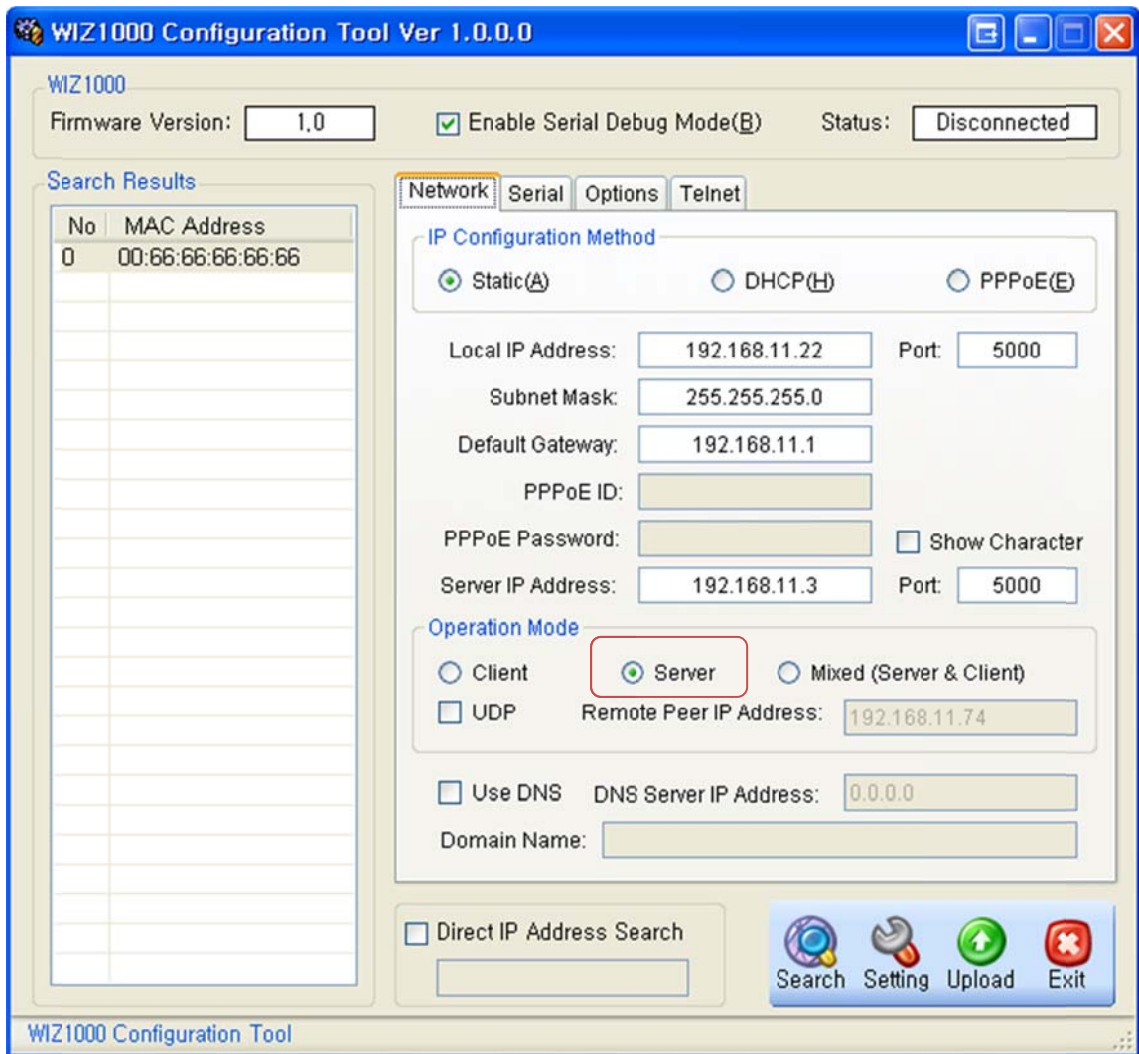 WIZ1000 Configuration Tool Ver 1.0.0.0
WIZ1000
Firmware Version: 1.0
Enable Serial Debug Mode(B)
Status: Disconnected
Search Results
No MAC Address
0 00:66:66:66:66:66
Network Serial Options Telnet
IP Configuration Method
Static(A) DHCP(H) PPPoE(E)
Local IP Address: 192.168.11.22 Port: 5000
Subnet Mask: 255.255.255.0
Default Gateway: 192.168.11.1
PPPoE ID:
PPPoE Password: Show Character
Server IP Address: 192.168.11.3 Port: 5000
Operation Mode
Client Server Mixed (Server & Client)
UDP Remote Peer IP Address: 192.168.11.74
Use DNS DNS Server IP Address: 0.0.0.0
Domain Name:
Direct IP Address Search
Search Setting Upload Exit
WIZ1000 Configuration Tool